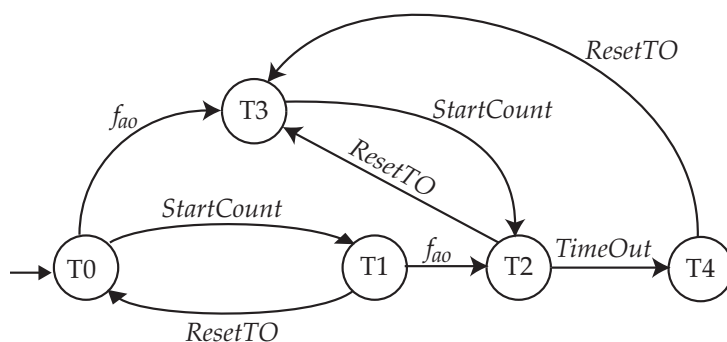 ResetTO
f_ao
T3
StartCount
ResetTO
StartCount
T0
T1
f_ao
T2
TimeOut
T4
ResetTO